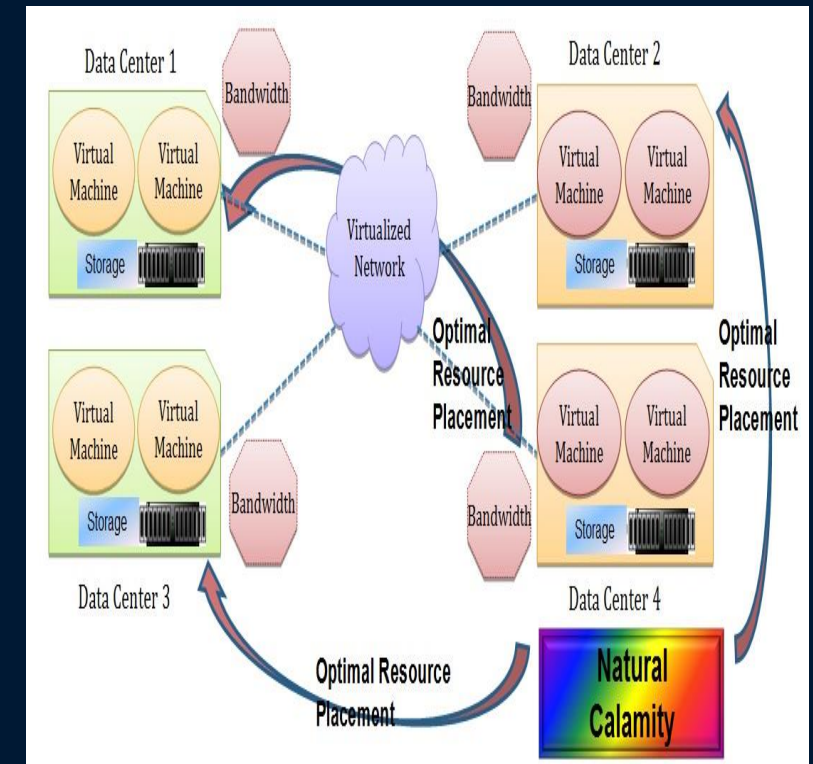 Data Center 1
Bandwidth
Virtual
Machine
Virtual
Machine
Storage
Bandwidth
Data Center 2
Virtual
Machine
Virtual
Machine
Storage
Virtualized
Network
Optimal
Resource
Placement
Optimal
Resource
Placement
Virtual
Machine
Virtual
Machine
Storage
Bandwidth
Data Center 3
Virtual
Machine
Virtual
Machine
Storage
Bandwidth
Data Center 4
Optimal Resource
Placement
Natural
Calamity